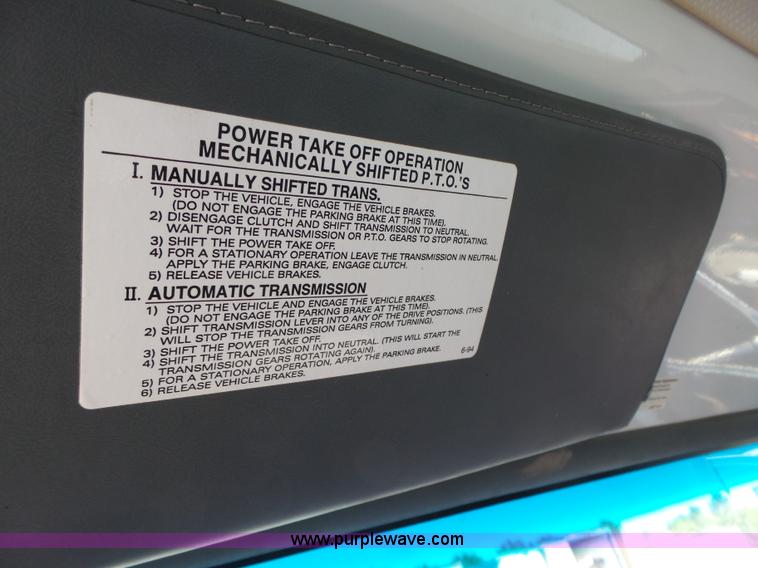 POWER TAKE OFF OPERATION
MECHANICALLY SHIFTED P.T.O.'S
I. MANUALLY SHIFTED TRANS.
1) STOP THE VEHICLE, ENGAGE THE VEHICLE BRAKES.
(DO NOT ENGAGE THE PARKING BRAKE AT THIS TIME).
2) DISENGAGE CLUTCH AND SHIFT TRANSMISSION TO NEUTRAL.
WAIT FOR THE TRANSMISSION OR P.T.O. GEARS TO STOP ROTATING.
3) SHIFT THE POWER TAKE OFF.
4) FOR A STATIONARY OPERATION LEAVE THE TRANSMISSION IN NEUTRAL
APPLY THE PARKING BRAKE, ENGAGE CLUTCH.
5) RELEASE VEHICLE BRAKES.
II. AUTOMATIC TRANSMISSION
1) STOP THE VEHICLE AND ENGAGE THE VEHICLE BRAKES.
(DO NOT ENGAGE THE PARKING BRAKE AT THIS TIME).
2) SHIFT TRANSMISSION LEVER INTO ANY OF THE DRIVE POSITIONS. (THIS
WILL STOP THE TRANSMISSION GEARS FROM TURNING).
3) SHIFT THE POWER TAKE OFF.
4) SHIFT THE TRANSMISSION INTO NEUTRAL. (THIS WILL START THE
TRANSMISSION GEARS ROTATING AGAIN).
5) FOR A STATIONARY OPERATION, APPLY THE PARKING BRAKE. 6-94
6) RELEASE VEHICLE BRAKES.
www.purplewave.com